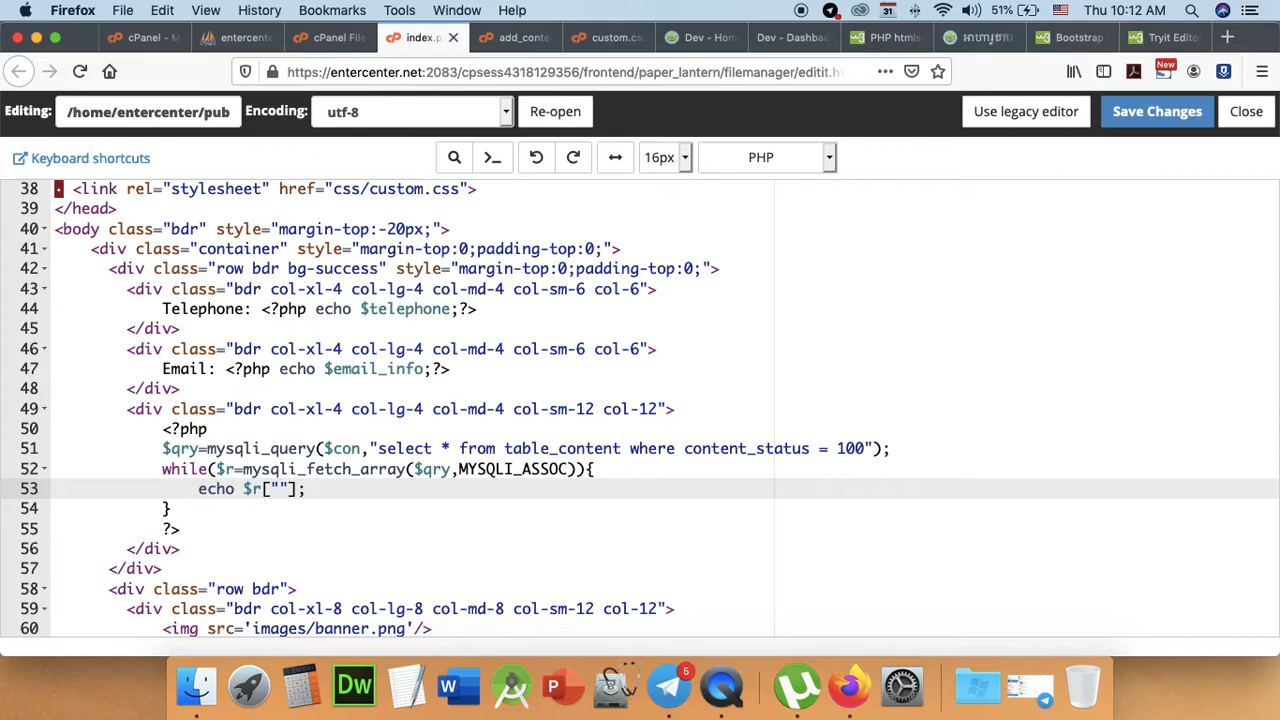 Firefox File Edit View History Bookmarks Tools Window Help 31 51% Thu 10:12 AM
cPanel - M entercente cPanel File index.p add_conte custom.cs Dev - Hom Dev - Dashbo PHP htmls Bootstrap Tryit Editor
https://entercenter.net:2083/cpsess4318129356/frontend/paper_lantern/filemanager/editit.h New
Editing: /home/entercenter/pub Encoding: utf-8 Re-open Use legacy editor Save Changes Close
Keyboard shortcuts 16px PHP
38 <link rel="stylesheet" href="css/custom.css">
39 </head>
40 <body class="bdr" style="margin-top:-20px;">
41 <div class="container" style="margin-top:0;padding-top:0;">
42 <div class="row bdr bg-success" style="margin-top:0;padding-top:0;">
43 <div class="bdr col-xl-4 col-lg-4 col-md-4 col-sm-6 col-6">
44 Telephone: <?php echo $telephone;?>
45 </div>
46 <div class="bdr col-xl-4 col-lg-4 col-md-4 col-sm-6 col-6">
47 Email: <?php echo $email_info;?>
48 </div>
49 <div class="bdr col-xl-4 col-lg-4 col-md-4 col-sm-12 col-12">
50 <?php
51 $qry=mysqli_query($con,"select * from table_content where content_status = 100");
52 while($r=mysqli_fetch_array($qry,MYSQLI_ASSOC)){
53 echo $r[""];
54 }
55 ?>
56 </div>
57 </div>
58 <div class="row bdr">
59 <div class="bdr col-xl-8 col-lg-8 col-md-8 col-sm-12 col-12">
60 <img src='images/banner.png'/>
Dw W P 5